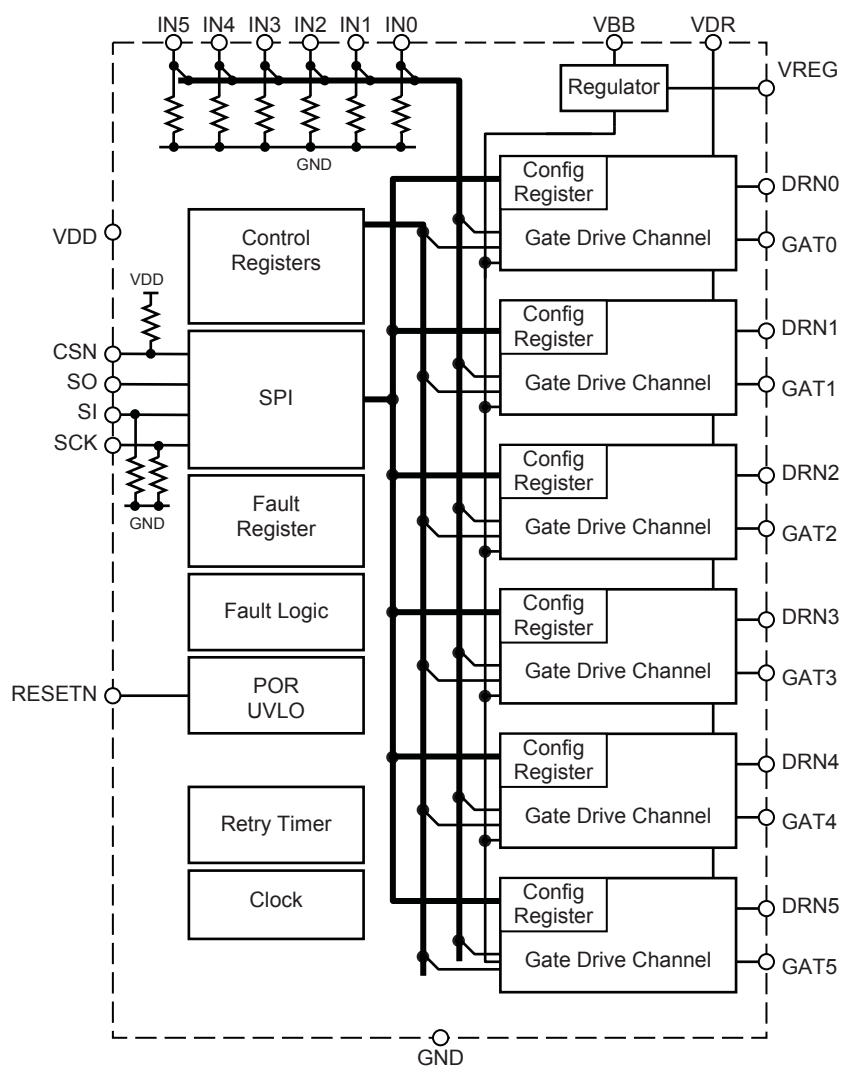 IN5 IN4 IN3 IN2 IN1 IN0 VBB VDR
Regulator
VREG
GND
Config
Register
Gate Drive Channel
DRN0
GAT0
VDD
Control
Registers
VDD
CSN
SO
SI
SCK
GND
SPI
Config
Register
Gate Drive Channel
DRN1
GAT1
Fault
Register
Config
Register
Gate Drive Channel
DRN2
GAT2
Fault Logic
Config
Register
Gate Drive Channel
DRN3
GAT3
RESETN
POR
UVLO
Config
Register
Gate Drive Channel
DRN4
GAT4
Retry Timer
Clock
Config
Register
Gate Drive Channel
DRN5
GAT5
GND